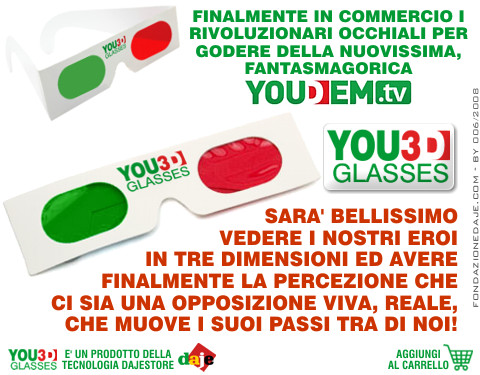 FINALMENTE IN COMMERCIO I
RIVOLUZIONARI OCCHIALI PER
GODERE DELLA NUOVISSIMA,
FANTASMAGORICA
YOUDEM.tv
YOU3D
GLASSES
YOU3D
GLASSES
YOU3D
GLASSES
SARA' BELLISSIMO
VEDERE I NOSTRI EROI
IN TRE DIMENSIONI ED AVERE
FINALMENTE LA PERCEZIONE CHE
CI SIA UNA OPPOSIZIONE VIVA, REALE,
CHE MUOVE I SUOI PASSI TRA DI NOI!
YOU3D
GLASSES
E' UN PRODOTTO DELLA
TECNOLOGIA DAJESTORE
daje
AGGIUNGI
AL CARRELLO
FONDAZIONEDAJE.COM - BY 006/2008